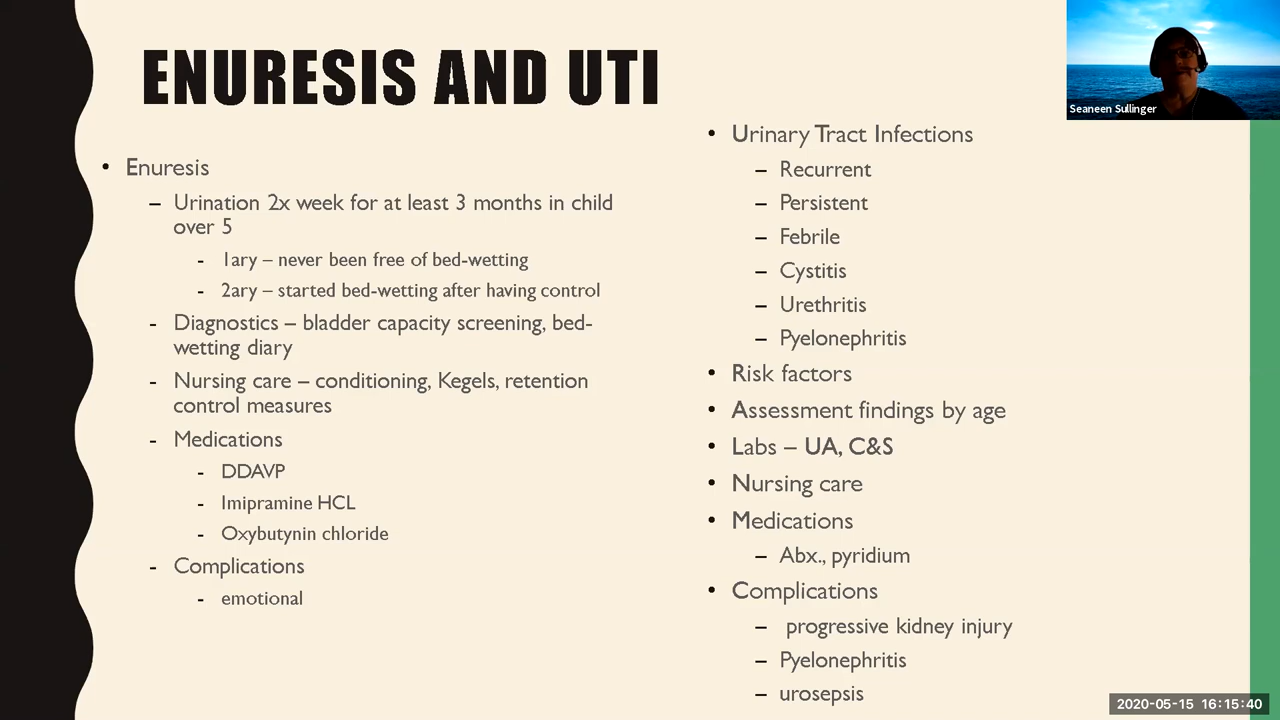 ENURESIS AND UTI
• Enuresis
– Urination 2x week for at least 3 months in child
over 5
- 1ary – never been free of bed-wetting
- 2ary – started bed-wetting after having control
- Diagnostics – bladder capacity screening, bed-
wetting diary
- Nursing care – conditioning, Kegels, retention
control measures
- Medications
- DDAVP
- Imipramine HCL
- Oxybutynin chloride
- Complications
- emotional
• Urinary Tract Infections
– Recurrent
– Persistent
– Febrile
– Cystitis
– Urethritis
– Pyelonephritis
• Risk factors
• Assessment findings by age
• Labs – UA, C&S
• Nursing care
• Medications
– Abx., pyridium
• Complications
– progressive kidney injury
– Pyelonephritis
– urosepsis
Seaneen Sullinger
2020-05-15 16:15:40